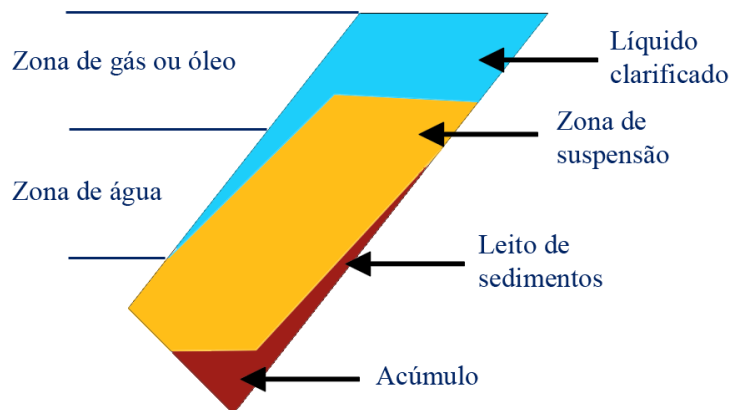 Zona de gás ou óleo
Zona de água
Líquido
clarificado
Zona de
suspensão
Leito de
sedimentos
Acúmulo